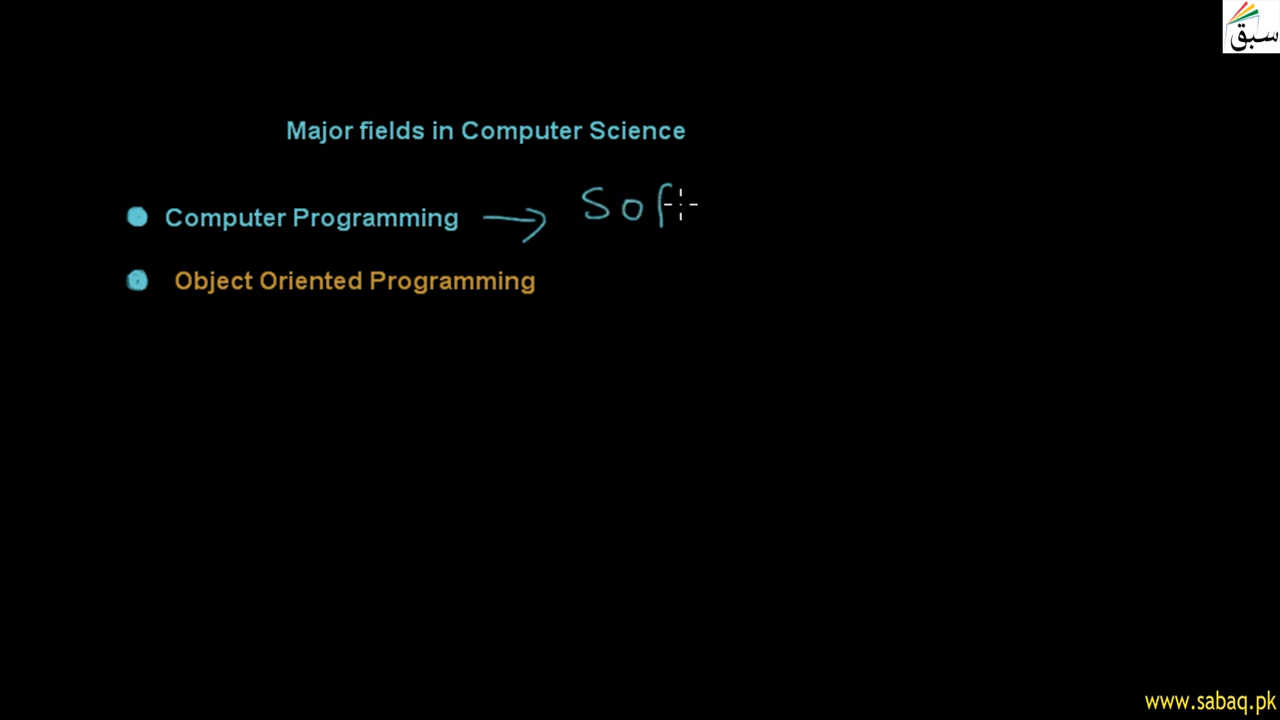 سبق
Major fields in Computer Science
Computer Programming → Sof
Object Oriented Programming
www.sabaq.pk